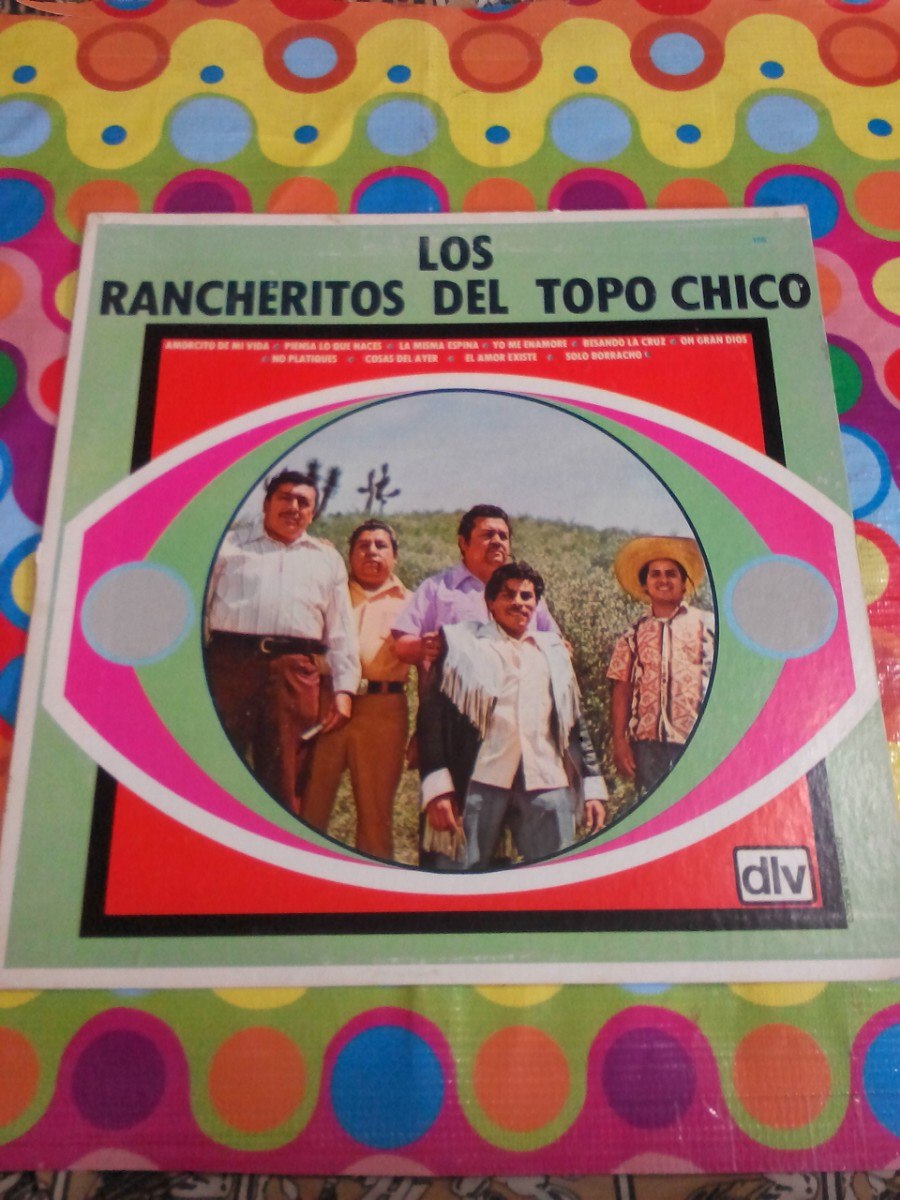 LOS
RANCHERITOS DEL TOPO CHICO
AMORCITO DE MI VIDA • PIENSA LO QUE HACES • LA MISMA ESPINA • YO ME ENAMORE • BESANDO LA CRUZ • OH GRAN DIOS
• NO PLATIQUES • COSAS DEL AYER • EL AMOR EXISTE • SOLO BORRACHO •
dlv